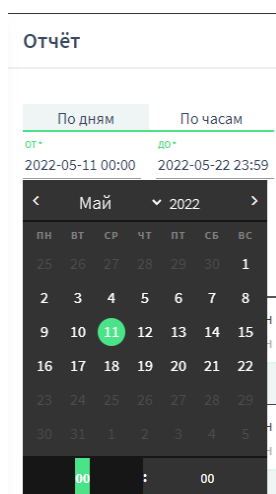 Отчёт
По дням По часам
ОТ* ДО*
2022-05-11 00:00 2022-05-22 23:59
Май 2022
ПН ВТ СР ЧТ ПТ СБ ВС
25 26 27 28 29 30 1
2 3 4 5 6 7 8
9 10 11 12 13 14 15
16 17 18 19 20 21 22
23 24 25 26 27 28 29
30 31 1 2 3 4 5
00 : 00